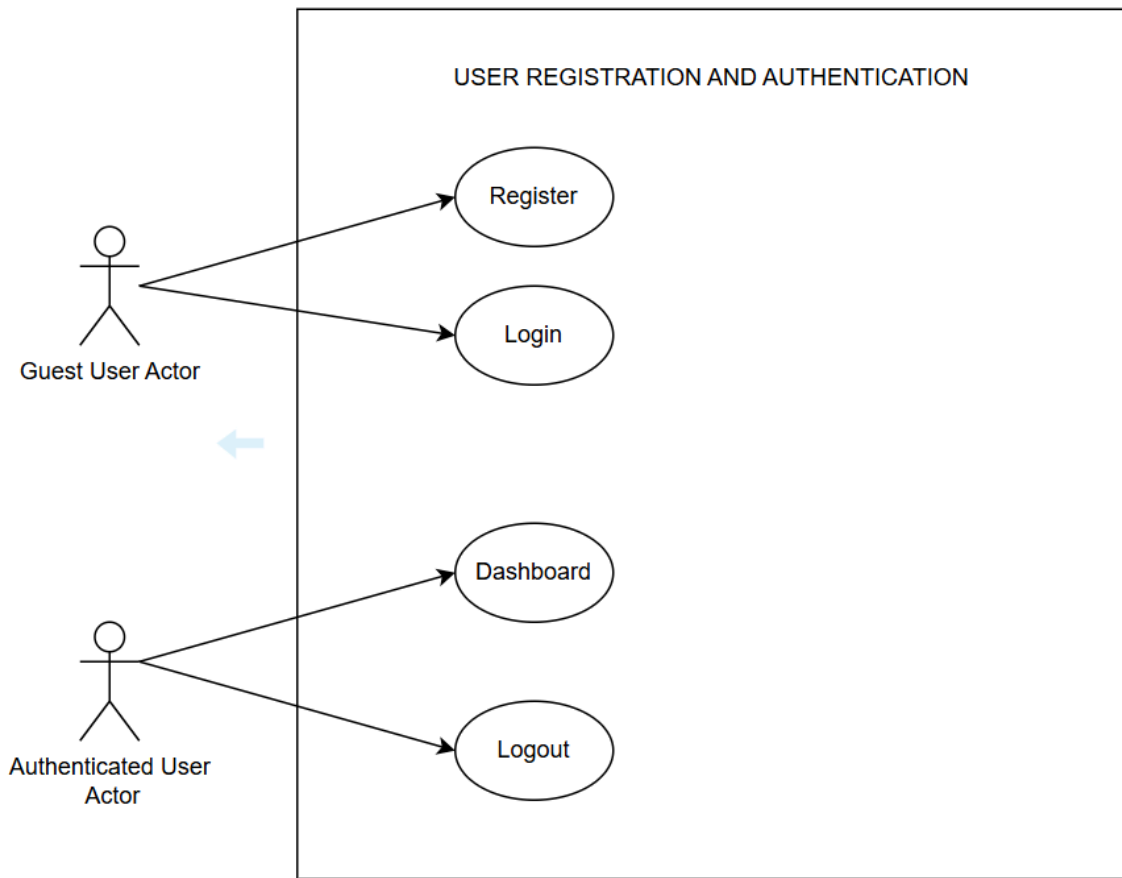 USER REGISTRATION AND AUTHENTICATION
Register
Login
Guest User Actor
Dashboard
Logout
Authenticated User
Actor